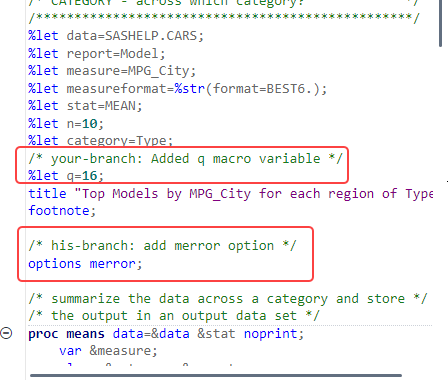 /* CATEGORY - across which category? */
/************************************************/
%let data=SASHELP.CARS;
%let report=Model;
%let measure=MPG_City;
%let measureformat=%str(format=BEST6.);
%let stat=MEAN;
%let n=10;
%let category=Type;
/* your-branch: Added q macro variable */
%let q=16;
title "Top Models by MPG_City for each region of Type
footnote;
/* his-branch: add merror option */
options merror;
/* summarize the data across a category and store */
/* the output in an output data set */
proc means data=&data &stat noprint;
var &measure;